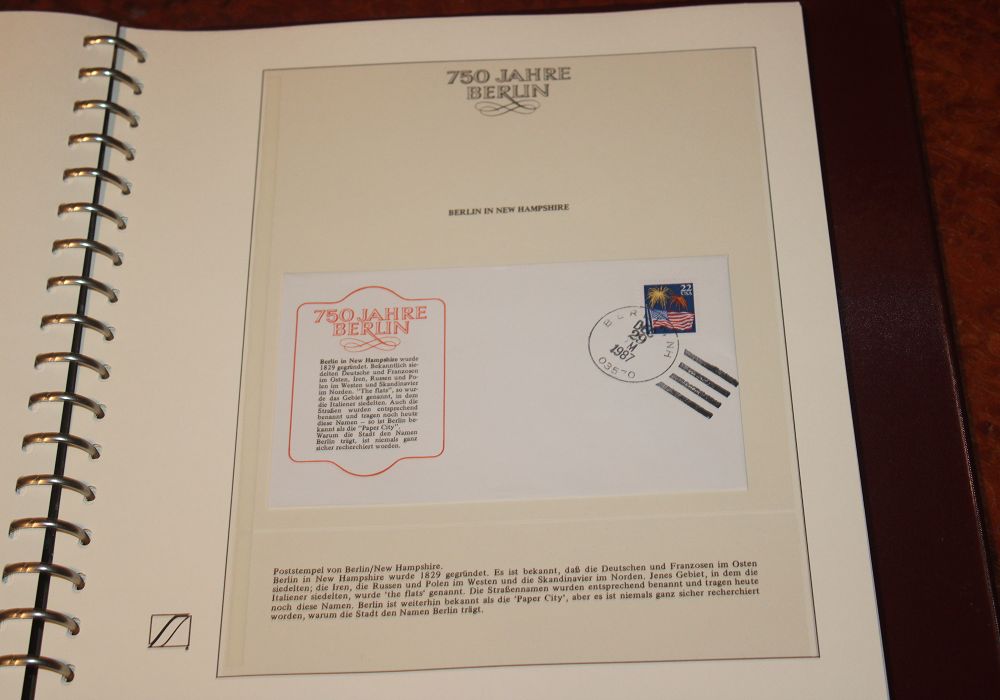 750 JAHRE
BERLIN
BERLIN IN NEW HAMPSHIRE
750 JAHRE
BERLIN
Berlin in New Hampshire wurde
1829 gegründet. Bekanntlich sie-
delten Deutsche und Franzosen
im Osten, Iren, Russen und Po-
len im Westen und Skandinavier
im Norden. "The flats", so wur-
de das Gebiet genannt, in dem
die Italiener siedelten. Auch die
Straßen wurden entsprechend
benannt und tragen noch heute
diese Namen – so ist Berlin be-
kannt als die "Paper City".
Warum die Stadt den Namen
Berlin trägt, ist niemals ganz
sicher recherchiert worden.
22
USA
29
M
1987
NH
03570
Poststempel von Berlin/New Hampshire.
Berlin in New Hampshire wurde 1829 gegründet. Es ist bekannt, daß die Deutschen und Franzosen im Osten
siedelten; die Iren, die Russen und Polen im Westen und die Skandinavier im Norden. Jenes Gebiet, in dem die
Italiener siedelten, wurde 'the flats' genannt. Die Straßennamen wurden entsprechend benannt und tragen heute
noch diese Namen. Berlin ist weiterhin bekannt als die 'Paper City', aber es ist niemals ganz sicher recherchiert
worden, warum die Stadt den Namen Berlin trägt.